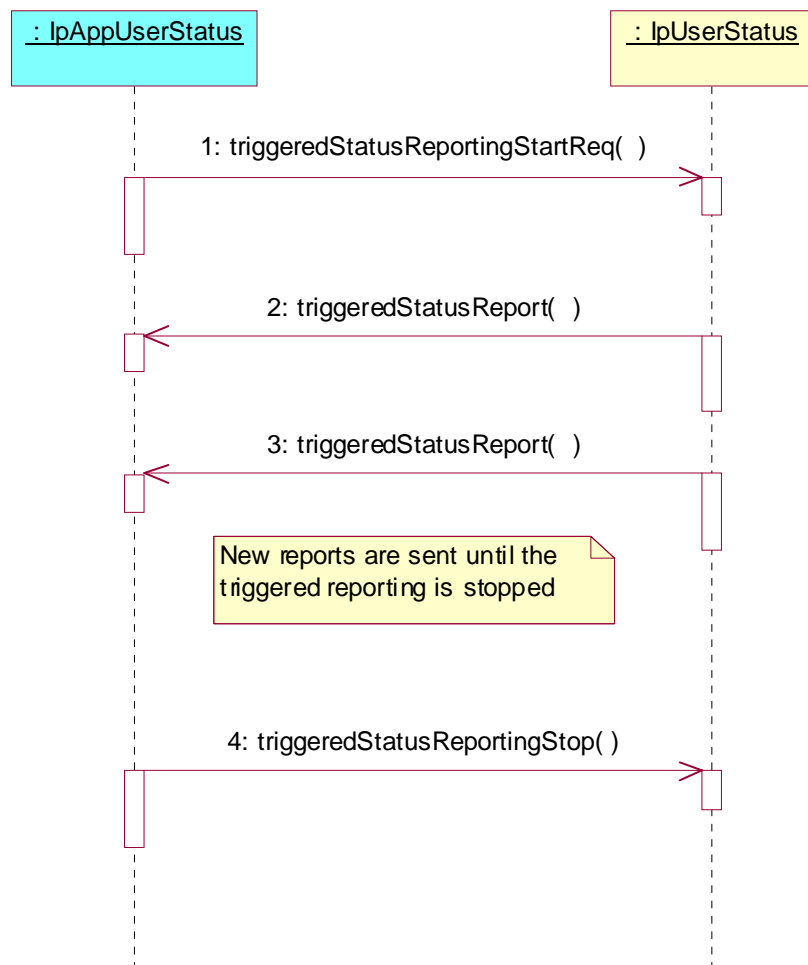 : IpAppUserStatus
: IpUserStatus
1: triggeredStatusReportingStartReq( )
2: triggeredStatusReport( )
3: triggeredStatusReport( )
New reports are sent until the
triggered reporting is stopped
4: triggeredStatusReportingStop( )